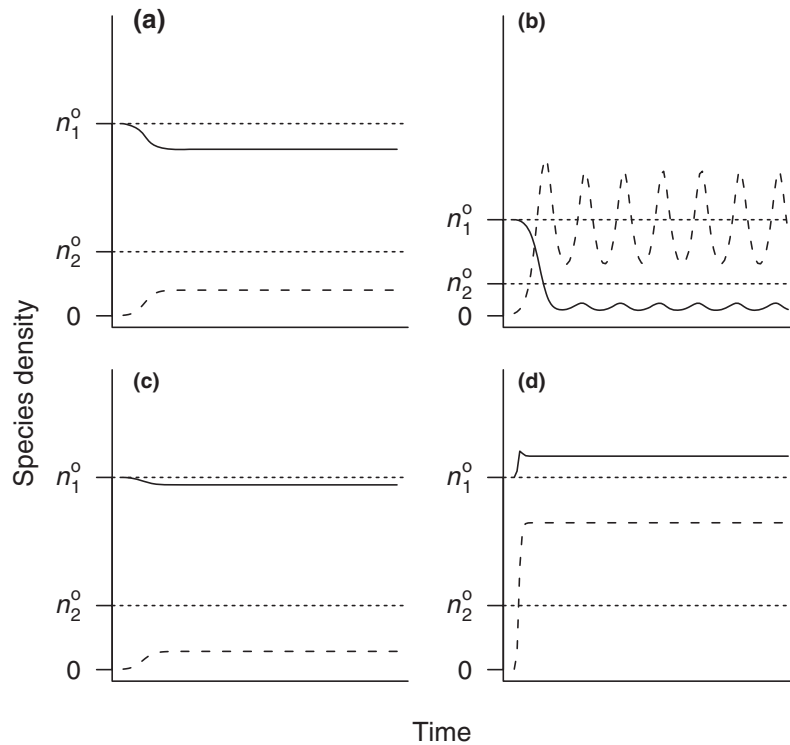 (a)
n₁º
n₂º
0
(b)
n₁º
n₂º
0
(c)
n₁º
n₂º
0
(d)
n₁º
n₂º
0
Species density
Time